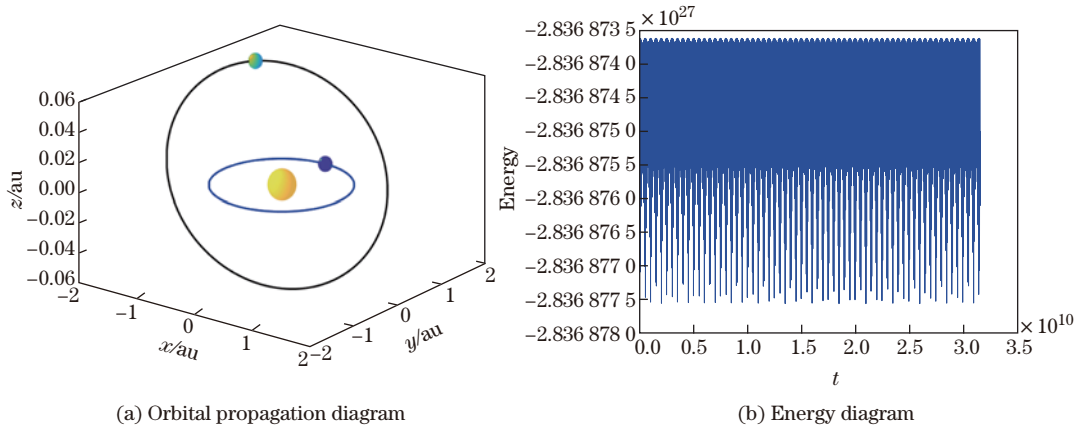 0.06
0.04
0.02
0.00
−0.02
−0.04
−0.06
z/au
−2
−1
0
1
2
x/au
−2
−1
0
1
2
y/au
(a) Orbital propagation diagram
× 10²⁷
−2.836 873 5
−2.836 874 0
−2.836 874 5
−2.836 875 0
−2.836 875 5
−2.836 876 0
−2.836 876 5
−2.836 877 0
−2.836 877 5
−2.836 878 0
Energy
0.0 0.5 1.0 1.5 2.0 2.5 3.0 3.5
× 10¹⁰
t
(b) Energy diagram